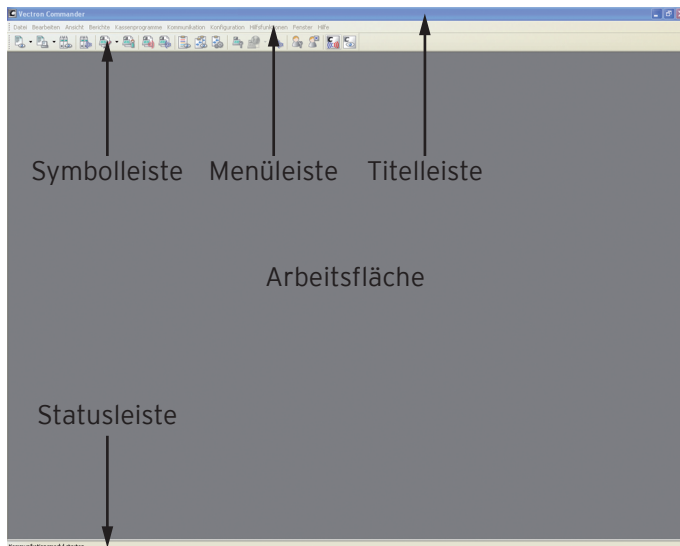 Vectron Commander
Datei Bearbeiten Ansicht Berichte Kassenprogramme Kommunikation Konfiguration Hilfsfunktionen Fenster Hilfe
Symbolleiste Menüleiste Titelleiste
Arbeitsfläche
Statusleiste